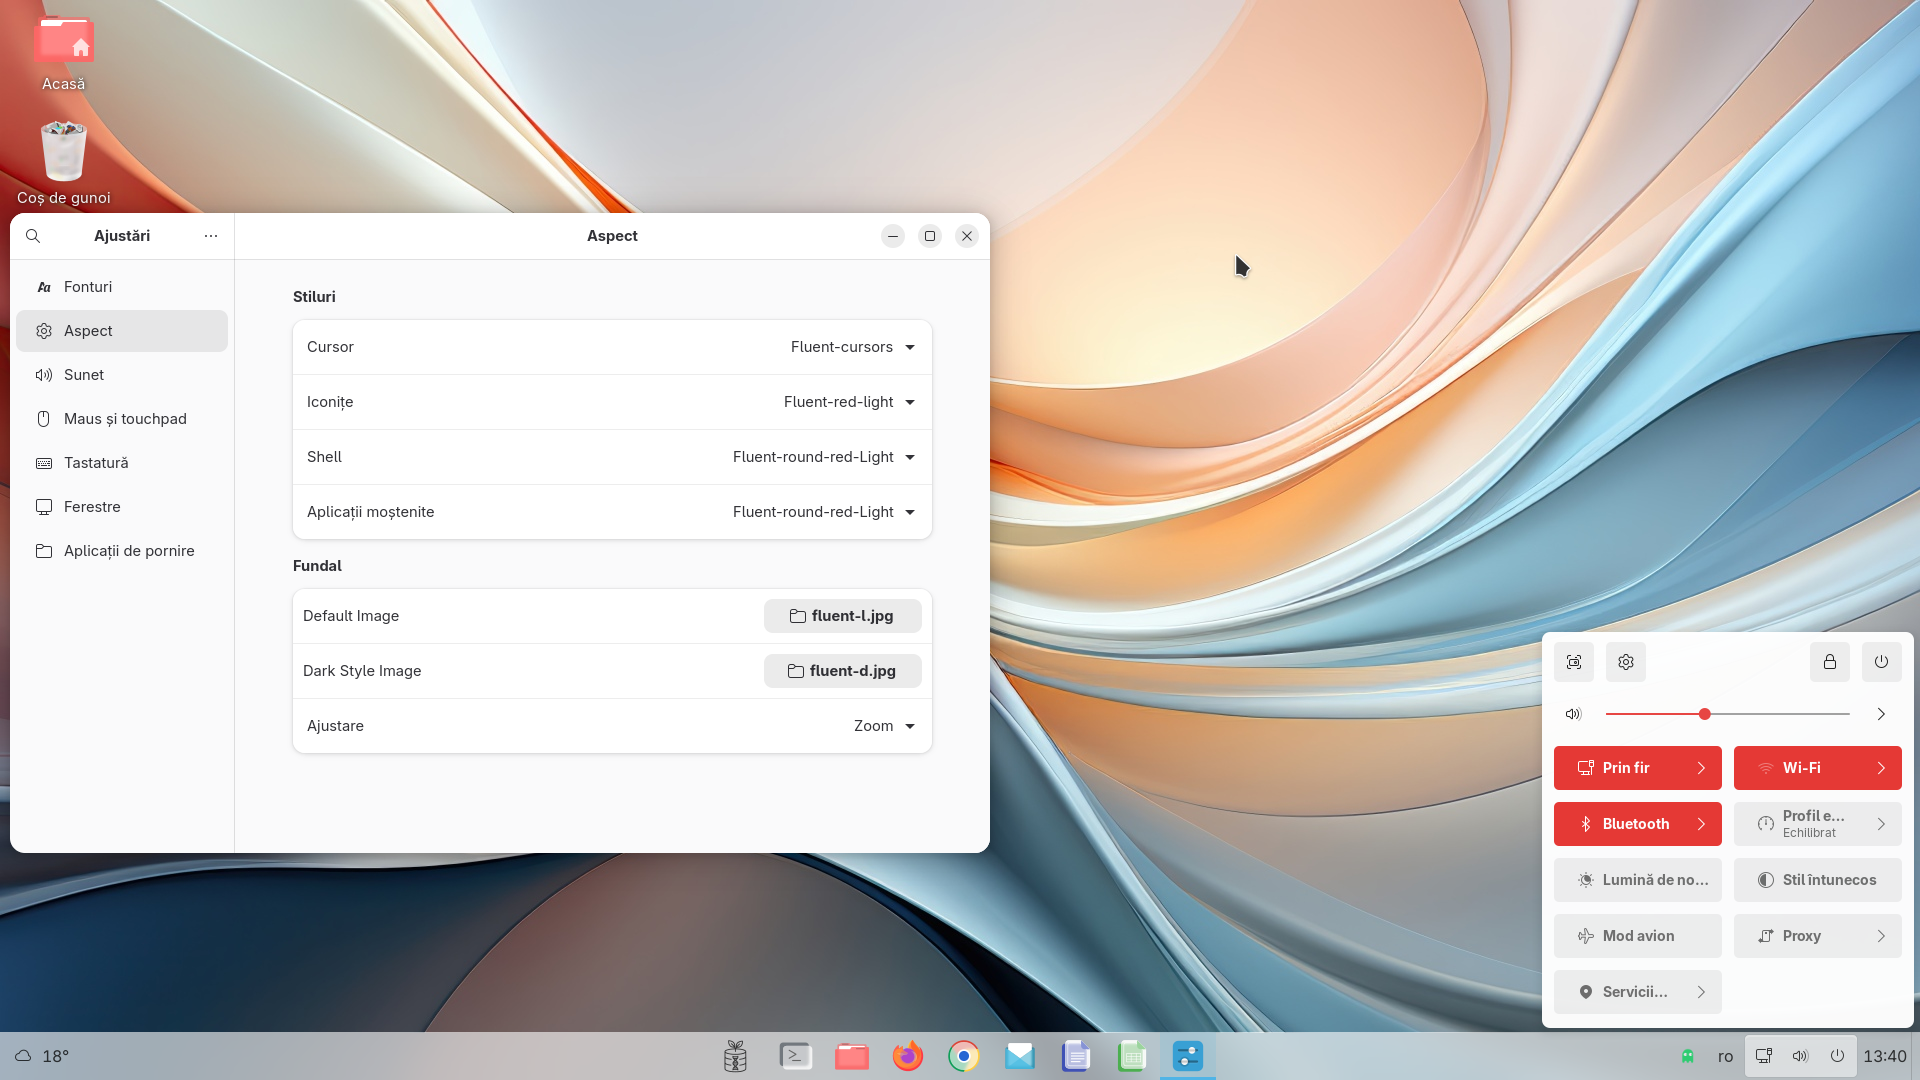 Acasă
Coș de gunoi
Ajustări
Aspect
Fonturi
Aspect
Sunet
Maus și touchpad
Tastatură
Ferestre
Aplicații de pornire
Stiluri
Cursor Fluent-cursors
Iconițe Fluent-red-light
Shell Fluent-round-red-Light
Aplicații moștenite Fluent-round-red-Light
Fundal
Default Image fluent-l.jpg
Dark Style Image fluent-d.jpg
Ajustare Zoom
Prin fir
Wi-Fi
Bluetooth
Profil e...
Echilibrat
Lumină de no...
Stil întunecos
Mod avion
Proxy
Servicii...
18°
ro
13:40